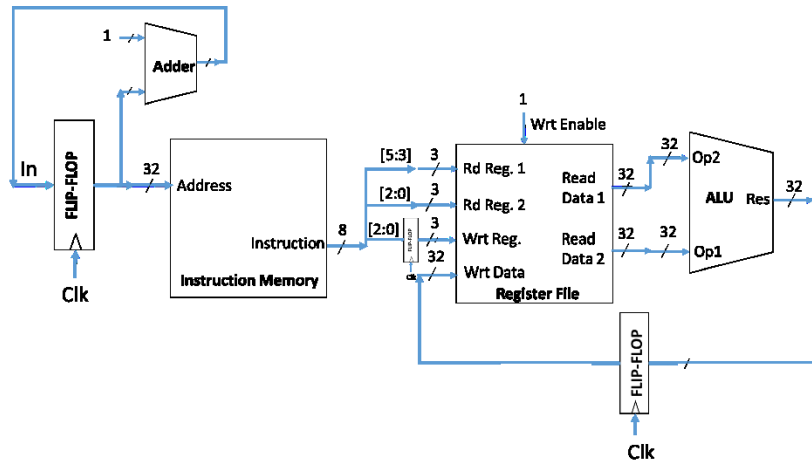 1
Adder
In
FLIP-FLOP
Clk
32
Address
Instruction
Instruction Memory
8
[5:3]
3
[2:0]
3
[2:0]
FLIP-FLOP
Clk
3
32
1
Wrt Enable
Rd Reg. 1
Rd Reg. 2
Wrt Reg.
Wrt Data
Read
Data 1
Read
Data 2
Register File
32
32
32
32
Op2
Op1
ALU
Res
32
FLIP-FLOP
Clk